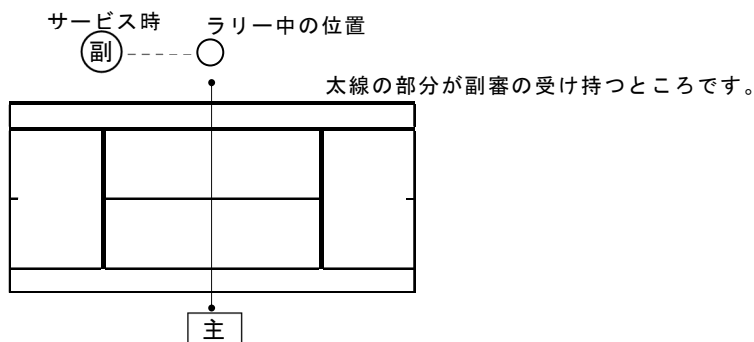 サービス時
ラリー中の位置
副
太線の部分が副審の受け持つところです。
主